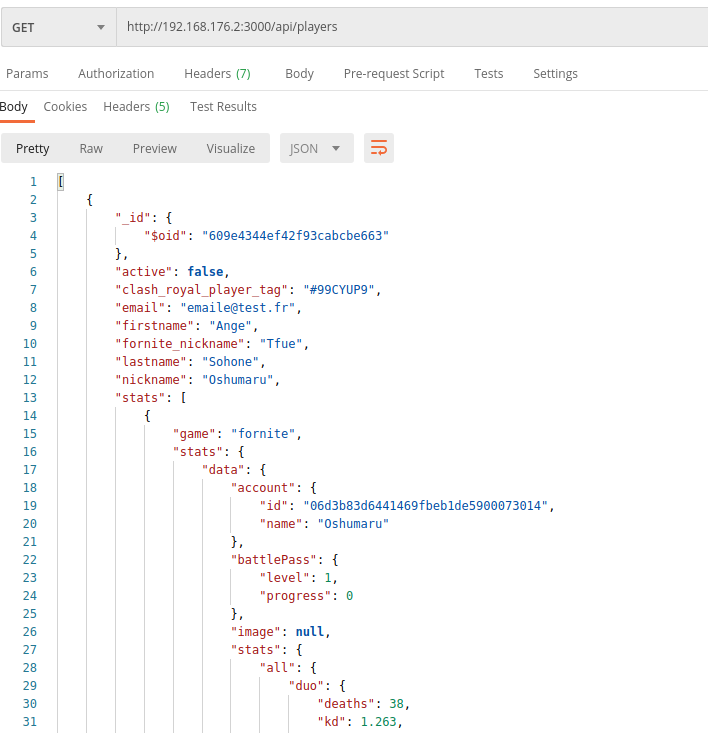 GET http://192.168.176.2:3000/api/players
Params Authorization Headers (7) Body Pre-request Script Tests Settings
Body Cookies Headers (5) Test Results
Pretty Raw Preview Visualize JSON
1 [
2 {
3 "_id": {
4 "$oid": "609e4344ef42f93cabcbe663"
5 },
6 "active": false,
7 "clash_royal_player_tag": "#99CYUP9",
8 "email": "emaile@test.fr",
9 "firstname": "Ange",
10 "fornite_nickname": "Tfue",
11 "lastname": "Sohone",
12 "nickname": "Oshumaru",
13 "stats": [
14 {
15 "game": "fornite",
16 "stats": {
17 "data": {
18 "account": {
19 "id": "06d3b83d6441469fbeb1de5900073014",
20 "name": "Oshumaru"
21 },
22 "battlePass": {
23 "level": 1,
24 "progress": 0
25 },
26 "image": null,
27 "stats": {
28 "all": {
29 "duo": {
30 "deaths": 38,
31 "kd": 1.263,